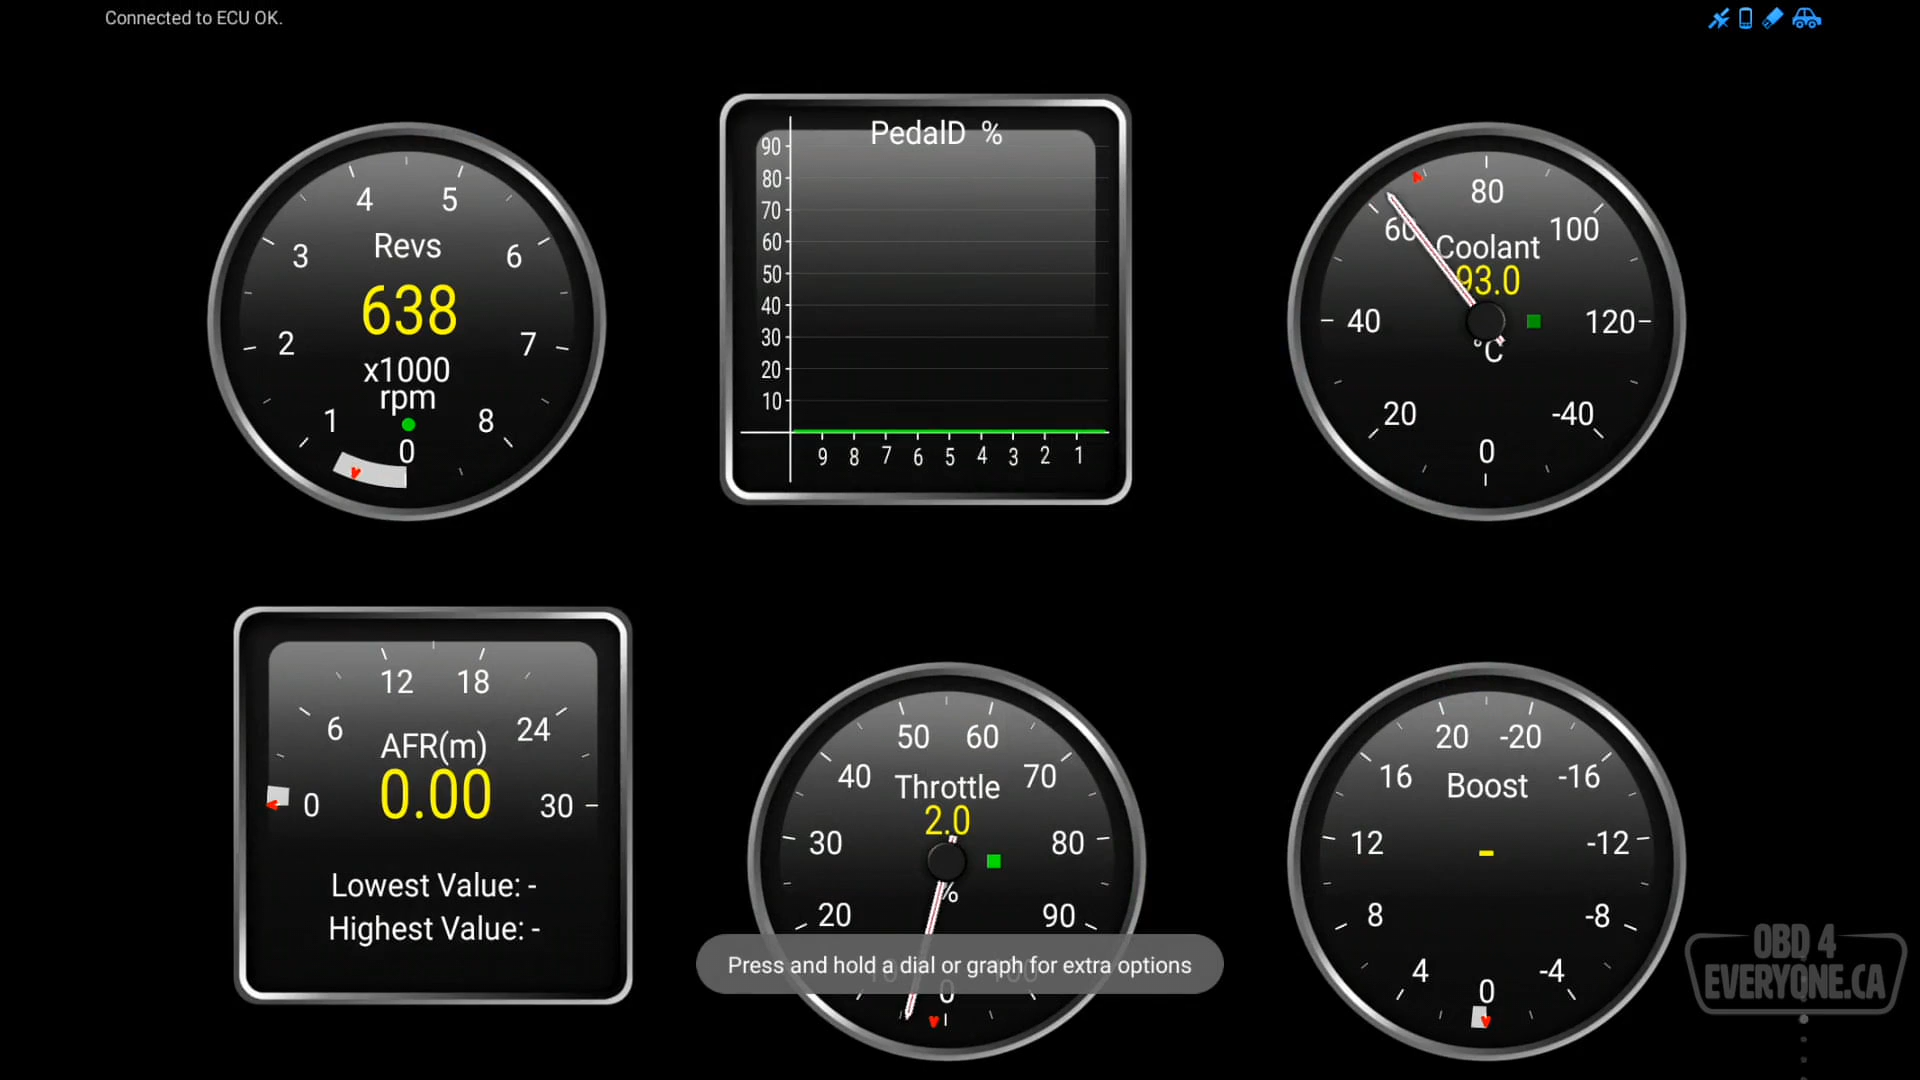 Connected to ECU OK.
4 5
3 6
Revs
638
2 7
x1000
rpm
1 8
0
PedalD %
90
80
70
60
50
40
30
20
10
9 8 7 6 5 4 3 2 1
80
60 100
Coolant
93.0
40 120
°C
20 -40
0
12 18
6 24
AFR(m)
0.00
0 30
Lowest Value: -
Highest Value: -
50 60
40 70
Throttle
2.0
30 80
%
20 90
10 100
0
Press and hold a dial or graph for extra options
20 -20
16 -16
Boost
12 -12
-
8 -8
4 -4
0
OBD 4
EVERYONE.CA